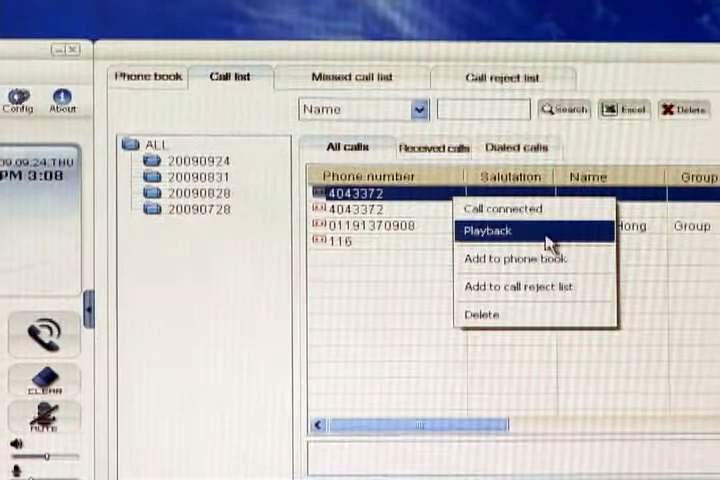 Phone book Call list Missed call list Call reject list
Config About
Name Search Excel Delete
09.09.24.THU
PM 3:08
ALL
20090924
20090831
20090828
20090728
All calls Received calls Dialed calls
Phone number Salutation Name Group
4043372
4043372
01191370908 Hong Group
116
Call connected
Playback
Add to phone book
Add to call reject list
Delete
CLEAR
MUTE